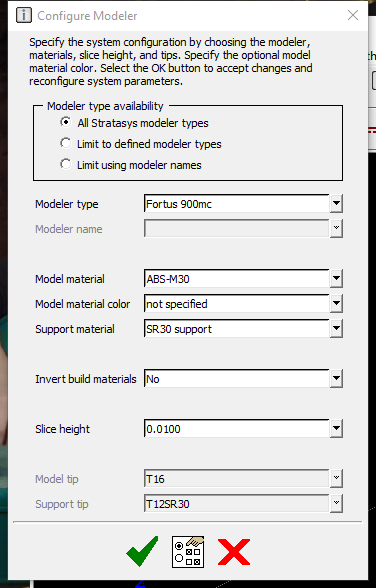 Configure Modeler
Specify the system configuration by choosing the modeler,
materials, slice height, and tips. Specify the optional model
material color. Select the OK button to accept changes and
reconfigure system parameters.
Modeler type availability
All Stratasys modeler types
Limit to defined modeler types
Limit using modeler names
Modeler type Fortus 900mc
Modeler name
Model material ABS-M30
Model material color not specified
Support material SR30 support
Invert build materials No
Slice height 0.0100
Model tip T16
Support tip T12SR30